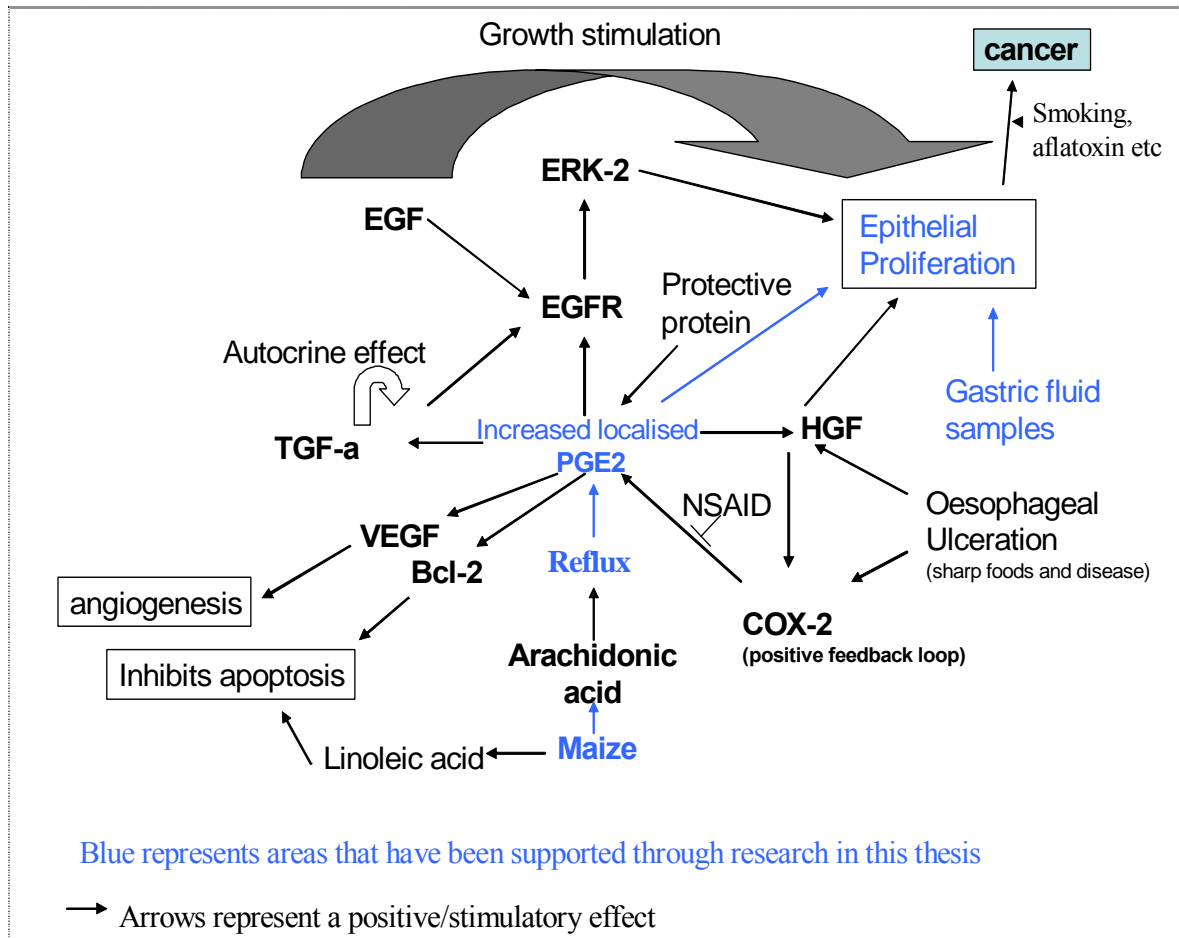 Growth stimulation
cancer
Smoking,
aflatoxin etc
ERK-2
EGF
Epithelial
Proliferation
Protective
protein
EGFR
Autocrine effect
Gastric fluid
samples
TGF-a
Increased localised
PGE2
HGF
NSAID
Oesophageal
Ulceration
(sharp foods and disease)
VEGF
Bcl-2
Reflux
angiogenesis
COX-2
(positive feedback loop)
Arachidonic
acid
Inhibits apoptosis
Linoleic acid
Maize
Blue represents areas that have been supported through research in this thesis
Arrows represent a positive/stimulatory effect